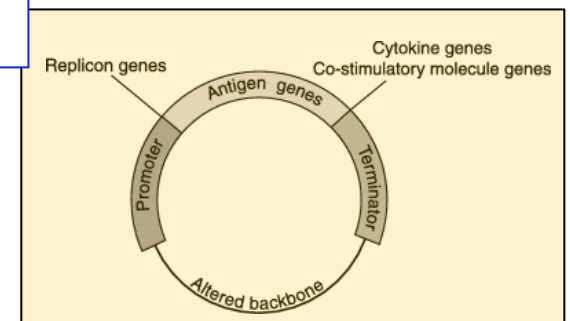 Cytokine genes
Replicon genes
Co-stimulatory molecule genes
Antigen genes
Promoter
Terminator
Altered backbone